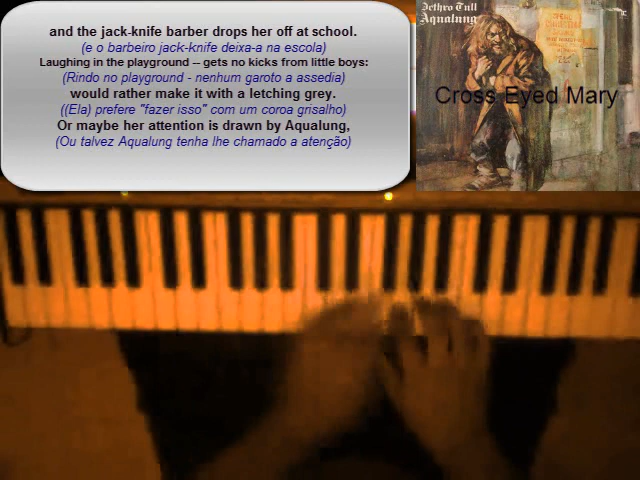 and the jack-knife barber drops her off at school.
(e o barbeiro jack-knife deixa-a na escola)
Laughing in the playground -- gets no kicks from little boys:
(Rindo no playground - nenhum garoto a assedia)
would rather make it with a letching grey.
((Ela) prefere "fazer isso" com um coroa grisalho)
Or maybe her attention is drawn by Aqualung,
(Ou talvez Aqualung tenha lhe chamado a atenção)
Jethro Tull
Aqualung
Cross Eyed Mary